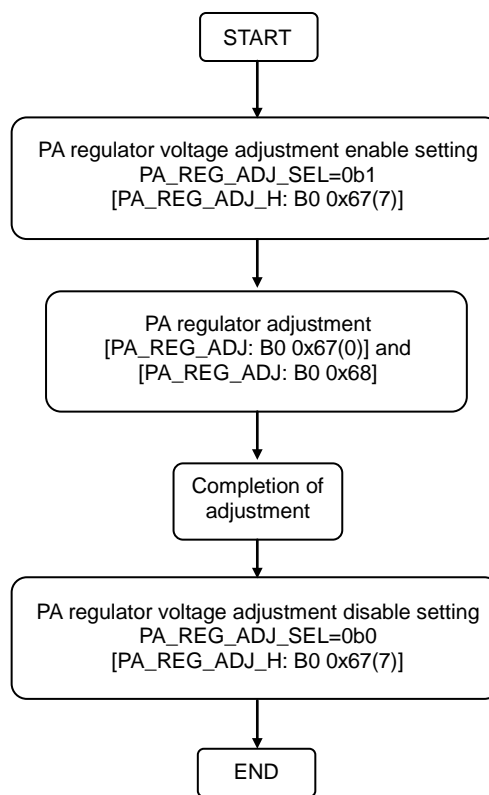 START
PA regulator voltage adjustment enable setting
PA_REG_ADJ_SEL=0b1
[PA_REG_ADJ_H: B0 0x67(7)]
PA regulator adjustment
[PA_REG_ADJ: B0 0x67(0)] and
[PA_REG_ADJ: B0 0x68]
Completion of
adjustment
PA regulator voltage adjustment disable setting
PA_REG_ADJ_SEL=0b0
[PA_REG_ADJ_H: B0 0x67(7)]
END